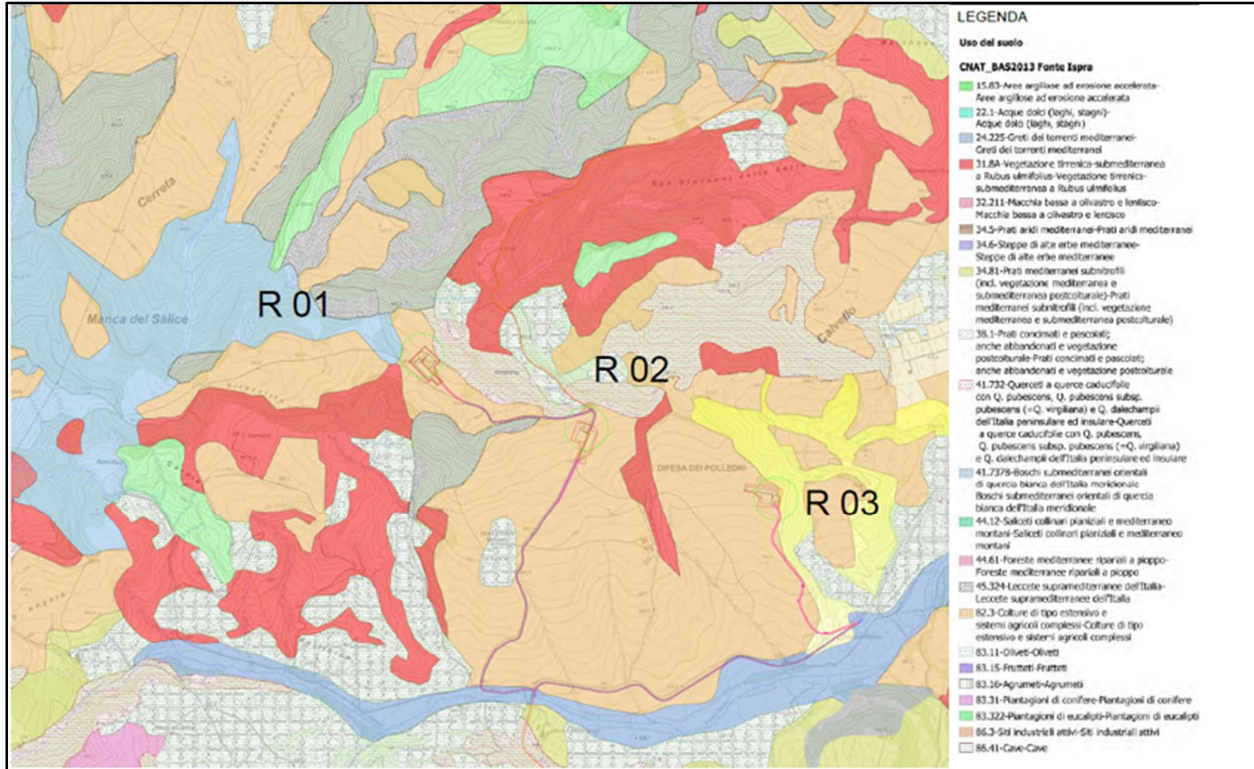 LEGENDA
Uso del suolo
CNAT_BAS2013 Fonte Ispra
15.83-Aree argillose ad erosione accelerata-
Aree argillose ad erosione accelerata
22.1-Acque dolci (laghi, stagni)-
Acque dolci (laghi, stagni)
24.225-Greti dei torrenti mediterranei-
Greti dei torrenti mediterranei
31.8A-Vegetazione tirrenica-submediterranea
a Rubus ulmifolius-Vegetazione tirrenica-
submediterranea a Rubus ulmifolius
32.211-Macchia bassa a olivastro e lentisco-
Macchia bassa a olivastro e lentisco
34.5-Prati aridi mediterranei-Prati aridi mediterranei
34.6-Steppe di alte erbe mediterranee-
Steppe di alte erbe mediterranee
34.81-Prati mediterranei subnitrofili
(incl. vegetazione mediterranea e
submediterranea postcolturale)-Prati
mediterranei subnitrofili (incl. vegetazione
mediterranea e submediterranea postcolturale)
38.1-Prati concimati e pascolati;
anche abbandonati e vegetazione
postcolturale-Prati concimati e pascolati;
anche abbandonati e vegetazione postcolturale
41.732-Querceti a querce caducifolie
con Q. pubescens, Q. pubescens subsp.
pubescens (=Q. virgiliana) e Q. dalechampii
dell'Italia peninsulare ed insulare-Querceti
a querce caducifolie con Q. pubescens,
Q. pubescens subsp. pubescens (=Q. virgiliana)
e Q. dalechampii dell'Italia peninsulare ed insulare
41.737B-Boschi submediterranei orientali
di quercia bianca dell'Italia meridionale
Boschi submediterranei orientali di quercia
bianca dell'Italia meridionale
44.12-Saliceti collinari planiziali e mediterraneo
montani-Saliceti collinari planiziali e mediterraneo
montani
44.61-Foreste mediterranee ripariali a pioppo-
Foreste mediterranee ripariali a pioppo
45.324-Leccete supramediterranee dell'Italia-
Leccete supramediterranee dell'Italia
82.3-Colture di tipo estensivo e
sistemi agricoli complessi-Colture di tipo
estensivo e sistemi agricoli complessi
83.11-Oliveti-Oliveti
83.15-Frutteti-Frutteti
83.16-Agrumeti-Agrumeti
83.31-Piantagioni di conifere-Piantagioni di conifere
83.322-Piantagioni di eucalipti-Piantagioni di eucalipti
86.3-Siti industriali attivi-Siti industriali attivi
86.41-Cave-Cave
Cerreta
San Giovanni delle Serre
R 01
Manca del Sàlice
Calvello
R 02
DIFESA DEI POLLEDRI
R 03